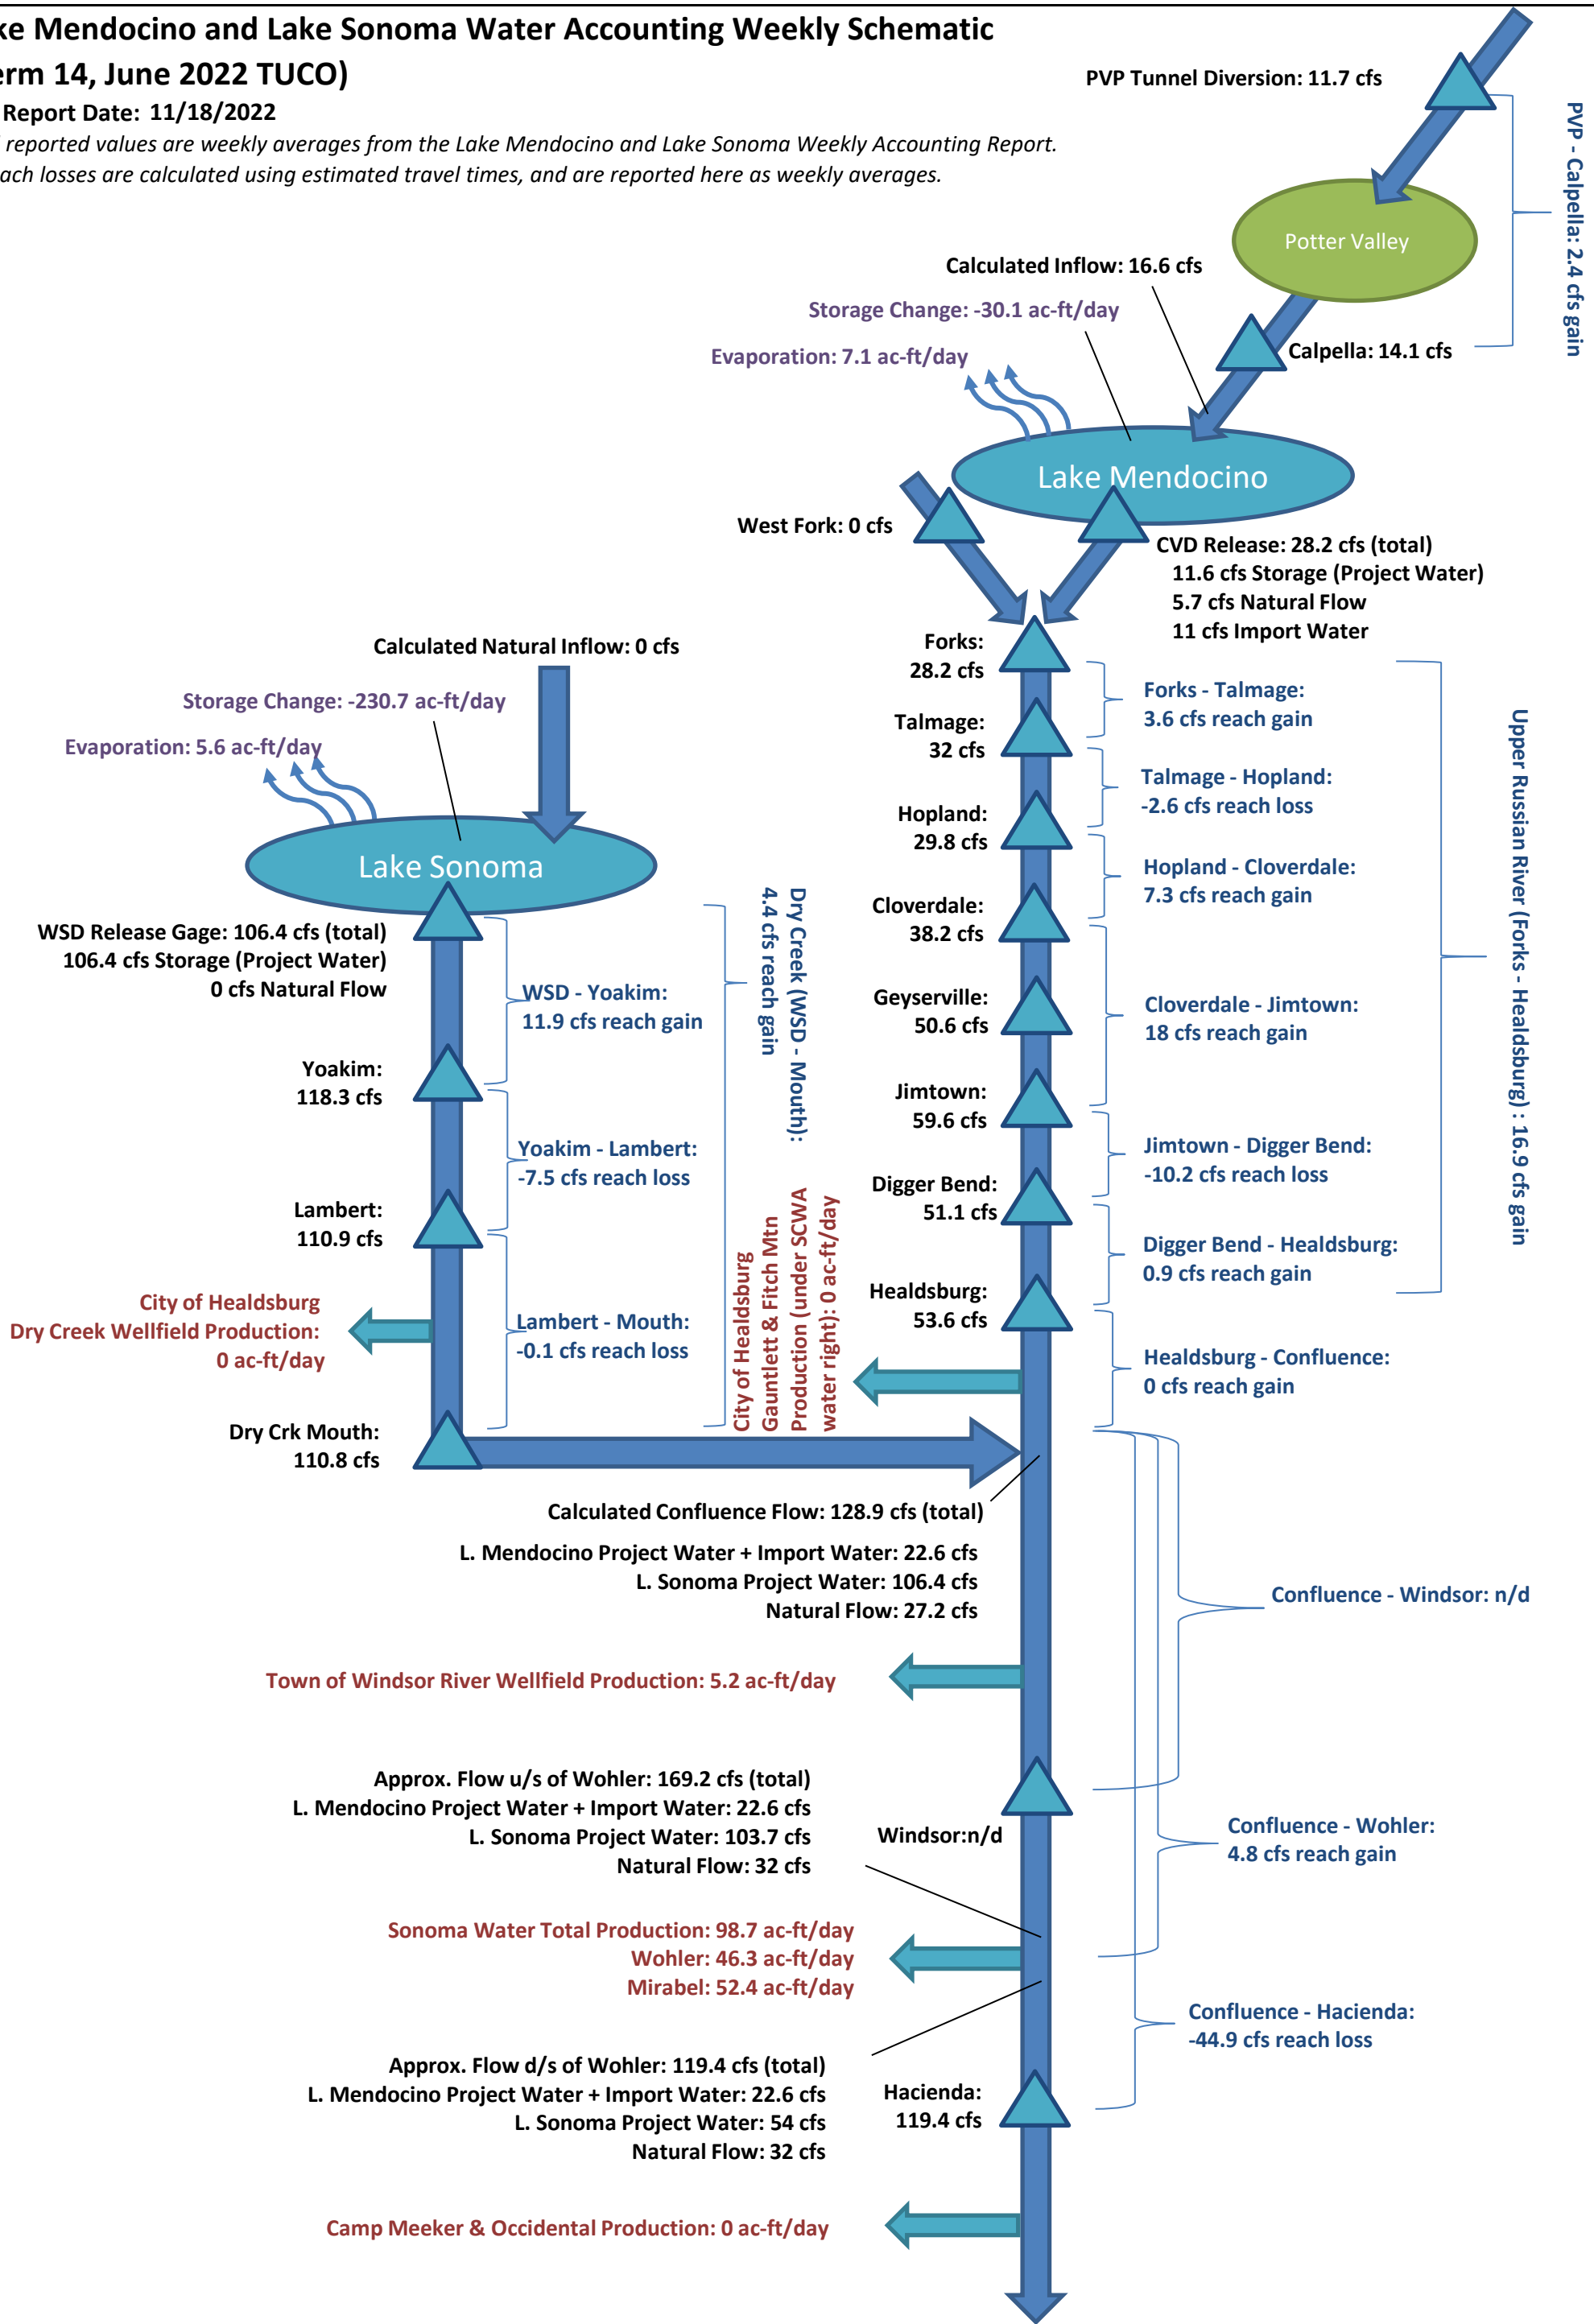 ke Mendocino and Lake Sonoma Water Accounting Weekly Schematic
erm 14, June 2022 TUCO)
Report Date: 11/18/2022
reported values are weekly averages from the Lake Mendocino and Lake Sonoma Weekly Accounting Report.
ach losses are calculated using estimated travel times, and are reported here as weekly averages.
PVP Tunnel Diversion: 11.7 cfs
PVP - Calpella: 2.4 cfs gain
Potter Valley
Calculated Inflow: 16.6 cfs
Storage Change: -30.1 ac-ft/day
Evaporation: 7.1 ac-ft/day
Calpella: 14.1 cfs
Lake Mendocino
West Fork: 0 cfs
CVD Release: 28.2 cfs (total)
11.6 cfs Storage (Project Water)
5.7 cfs Natural Flow
11 cfs Import Water
Forks:
28.2 cfs
Talmage:
32 cfs
Hopland:
29.8 cfs
Cloverdale:
38.2 cfs
Geyserville:
50.6 cfs
Jimtown:
59.6 cfs
Digger Bend:
51.1 cfs
Healdsburg:
53.6 cfs
Forks - Talmage:
3.6 cfs reach gain
Talmage - Hopland:
-2.6 cfs reach loss
Hopland - Cloverdale:
7.3 cfs reach gain
Cloverdale - Jimtown:
18 cfs reach gain
Jimtown - Digger Bend:
-10.2 cfs reach loss
Digger Bend - Healdsburg:
0.9 cfs reach gain
Healdsburg - Confluence:
0 cfs reach gain
Upper Russian River (Forks - Healdsburg) : 16.9 cfs gain
Calculated Natural Inflow: 0 cfs
Storage Change: -230.7 ac-ft/day
Evaporation: 5.6 ac-ft/day
Lake Sonoma
WSD Release Gage: 106.4 cfs (total)
106.4 cfs Storage (Project Water)
0 cfs Natural Flow
WSD - Yoakim:
11.9 cfs reach gain
Yoakim:
118.3 cfs
Yoakim - Lambert:
-7.5 cfs reach loss
Lambert:
110.9 cfs
City of Healdsburg
Dry Creek Wellfield Production:
0 ac-ft/day
Lambert - Mouth:
-0.1 cfs reach loss
Dry Crk Mouth:
110.8 cfs
Dry Creek (WSD - Mouth):
4.4 cfs reach gain
City of Healdsburg
Gauntlett & Fitch Mtn
Production (under SCWA
water right): 0 ac-ft/day
Calculated Confluence Flow: 128.9 cfs (total)
L. Mendocino Project Water + Import Water: 22.6 cfs
L. Sonoma Project Water: 106.4 cfs
Natural Flow: 27.2 cfs
Confluence - Windsor: n/d
Town of Windsor River Wellfield Production: 5.2 ac-ft/day
Approx. Flow u/s of Wohler: 169.2 cfs (total)
L. Mendocino Project Water + Import Water: 22.6 cfs
L. Sonoma Project Water: 103.7 cfs
Natural Flow: 32 cfs
Windsor:n/d
Confluence - Wohler:
4.8 cfs reach gain
Sonoma Water Total Production: 98.7 ac-ft/day
Wohler: 46.3 ac-ft/day
Mirabel: 52.4 ac-ft/day
Confluence - Hacienda:
-44.9 cfs reach loss
Approx. Flow d/s of Wohler: 119.4 cfs (total)
L. Mendocino Project Water + Import Water: 22.6 cfs
L. Sonoma Project Water: 54 cfs
Natural Flow: 32 cfs
Hacienda:
119.4 cfs
Camp Meeker & Occidental Production: 0 ac-ft/day